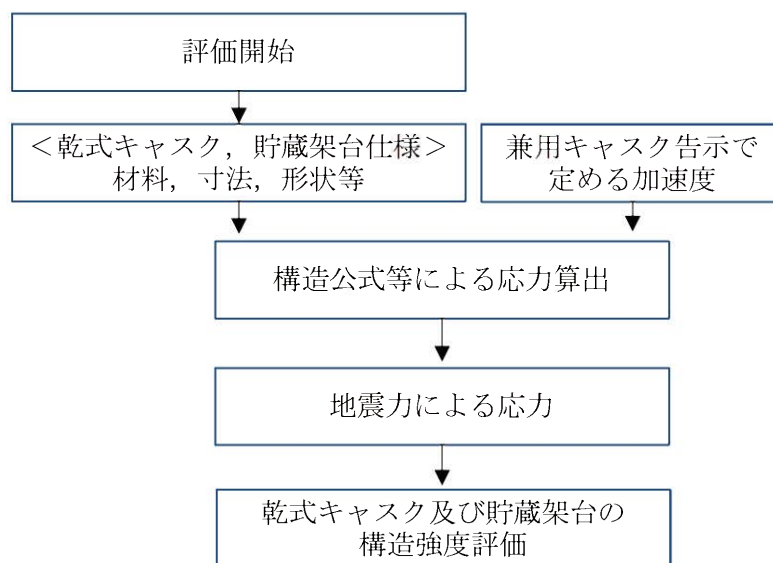 評価開始
＜乾式キャスク，貯蔵架台仕様＞
材料，寸法，形状等
兼用キャスク告示で
定める加速度
構造公式等による応力算出
地震力による応力
乾式キャスク及び貯蔵架台の
構造強度評価